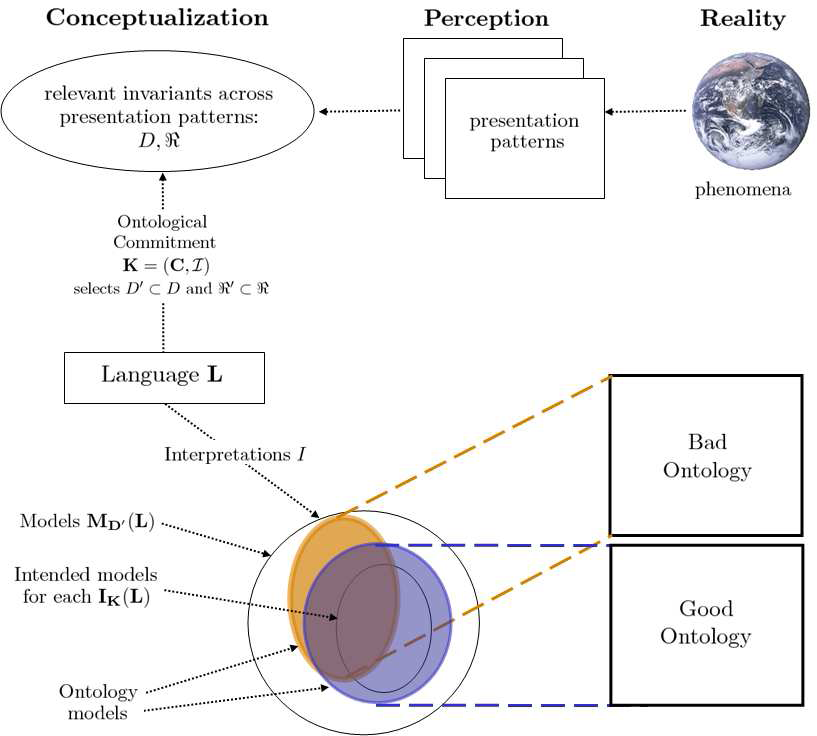 Conceptualization
Perception
Reality
relevant invariants across
presentation patterns:
D, ℜ
presentation
patterns
phenomena
Ontological
Commitment
K = (C, ℐ)
selects D′ ⊂ D and ℜ′ ⊂ ℜ
Language L
Interpretations I
Bad
Ontology
Models M_D′(L)
Intended models
for each I_K(L)
Good
Ontology
Ontology
models